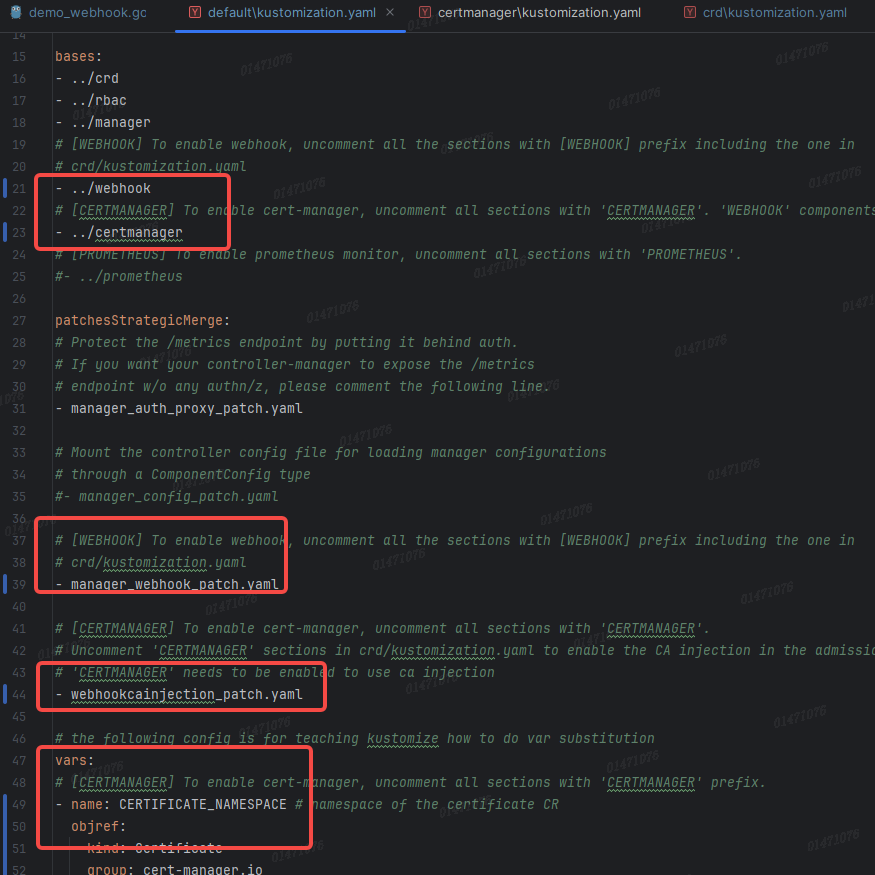 demo_webhook.go
default\kustomization.yaml
certmanager\kustomization.yaml
crd\kustomization.yaml
14
15 bases:
16 - ../crd
17 - ../rbac
18 - ../manager
19 # [WEBHOOK] To enable webhook, uncomment all the sections with [WEBHOOK] prefix including the one in
20 # crd/kustomization.yaml
21 - ../webhook
22 # [CERTMANAGER] To enable cert-manager, uncomment all sections with 'CERTMANAGER'. 'WEBHOOK' components
23 - ../certmanager
24 # [PROMETHEUS] To enable prometheus monitor, uncomment all sections with 'PROMETHEUS'.
25 #- ../prometheus
26
27 patchesStrategicMerge:
28 # Protect the /metrics endpoint by putting it behind auth.
29 # If you want your controller-manager to expose the /metrics
30 # endpoint w/o any authn/z, please comment the following line.
31 - manager_auth_proxy_patch.yaml
32
33 # Mount the controller config file for loading manager configurations
34 # through a ComponentConfig type
35 #- manager_config_patch.yaml
36
37 # [WEBHOOK] To enable webhook, uncomment all the sections with [WEBHOOK] prefix including the one in
38 # crd/kustomization.yaml
39 - manager_webhook_patch.yaml
40
41 # [CERTMANAGER] To enable cert-manager, uncomment all sections with 'CERTMANAGER'.
42 # Uncomment 'CERTMANAGER' sections in crd/kustomization.yaml to enable the CA injection in the admissi
43 # 'CERTMANAGER' needs to be enabled to use ca injection
44 - webhookcainjection_patch.yaml
45
46 # the following config is for teaching kustomize how to do var substitution
47 vars:
48 # [CERTMANAGER] To enable cert-manager, uncomment all sections with 'CERTMANAGER' prefix.
49 - name: CERTIFICATE_NAMESPACE # namespace of the certificate CR
50 objref:
51 kind: Certificate
52 group: cert-manager.io
01471076